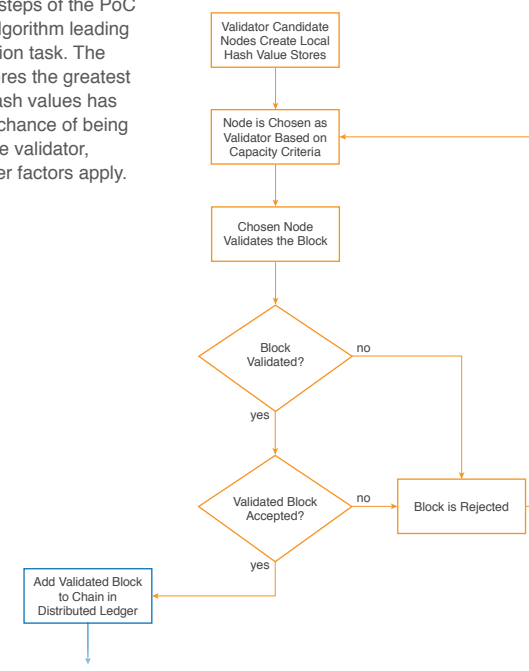 steps of the PoC
lgorithm leading
ion task. The
res the greatest
ash values has
chance of being
e validator,
er factors apply.
Validator Candidate
Nodes Create Local
Hash Value Stores
Node is Chosen as
Validator Based on
Capacity Criteria
Chosen Node
Validates the Block
Block
Validated?
no
yes
Validated Block
Accepted?
no
Block is Rejected
yes
Add Validated Block
to Chain in
Distributed Ledger